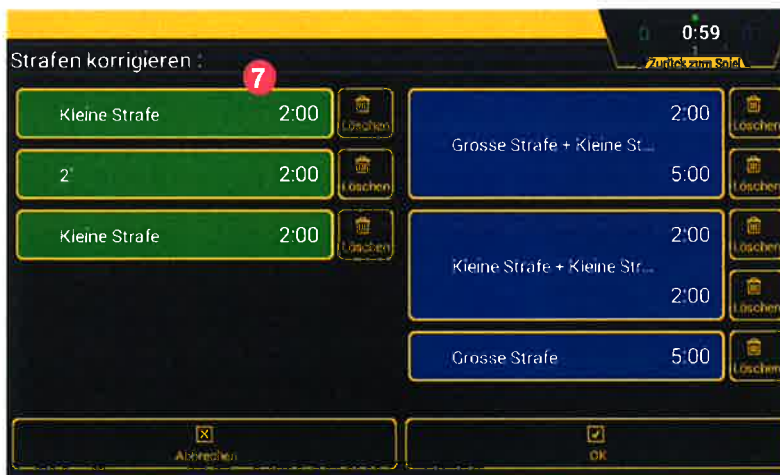 0:59
1
Zurück zum Spiel
Strafen korrigieren :
7
Kleine Strafe 2:00
Löschen
2' 2:00
Löschen
Kleine Strafe 2:00
Löschen
Grosse Strafe + Kleine St...
2:00
Löschen
5:00
Löschen
Kleine Strafe + Kleine Str...
2:00
Löschen
2:00
Löschen
Grosse Strafe 5:00
Löschen
Abbrechen
OK